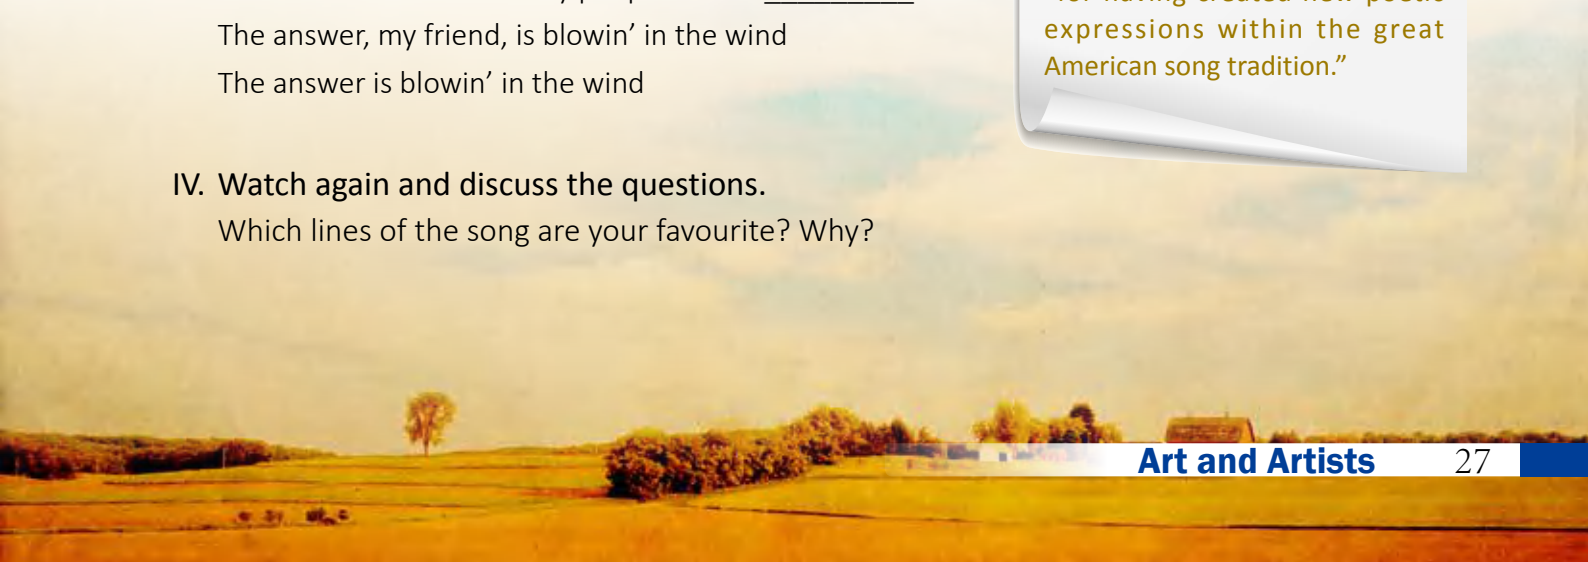 The answer, my friend, is blowin’ in the wind
The answer is blowin’ in the wind
expressions within the great
American song tradition.”
IV. Watch again and discuss the questions.
Which lines of the song are your favourite? Why?
Art and Artists 27